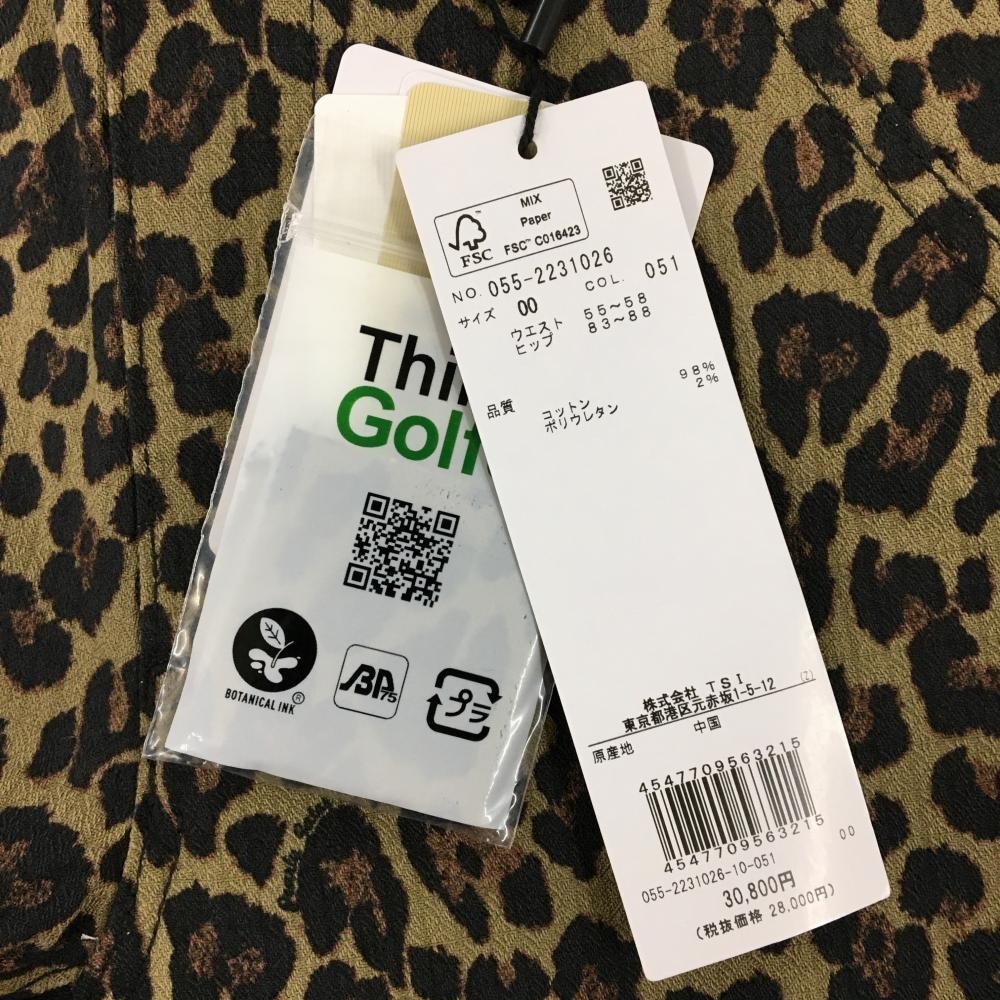 MIX
Paper
FSC™ C016423
FSC
NO. 055-2231026 COL. 051
サイズ 00
ウエスト 55~58
ヒップ 83~88
品質 コットン 98%
ポリウレタン 2%
株式会社 TSI
東京都港区元赤坂1-5-12 (Z)
原産地 中国
4547709563215
4547709563215
00
055-2231026-10-051
30,800円
(税抜価格 28,000円)
Thi
Golf
BOTANICAL INK®
BP
75
プラ